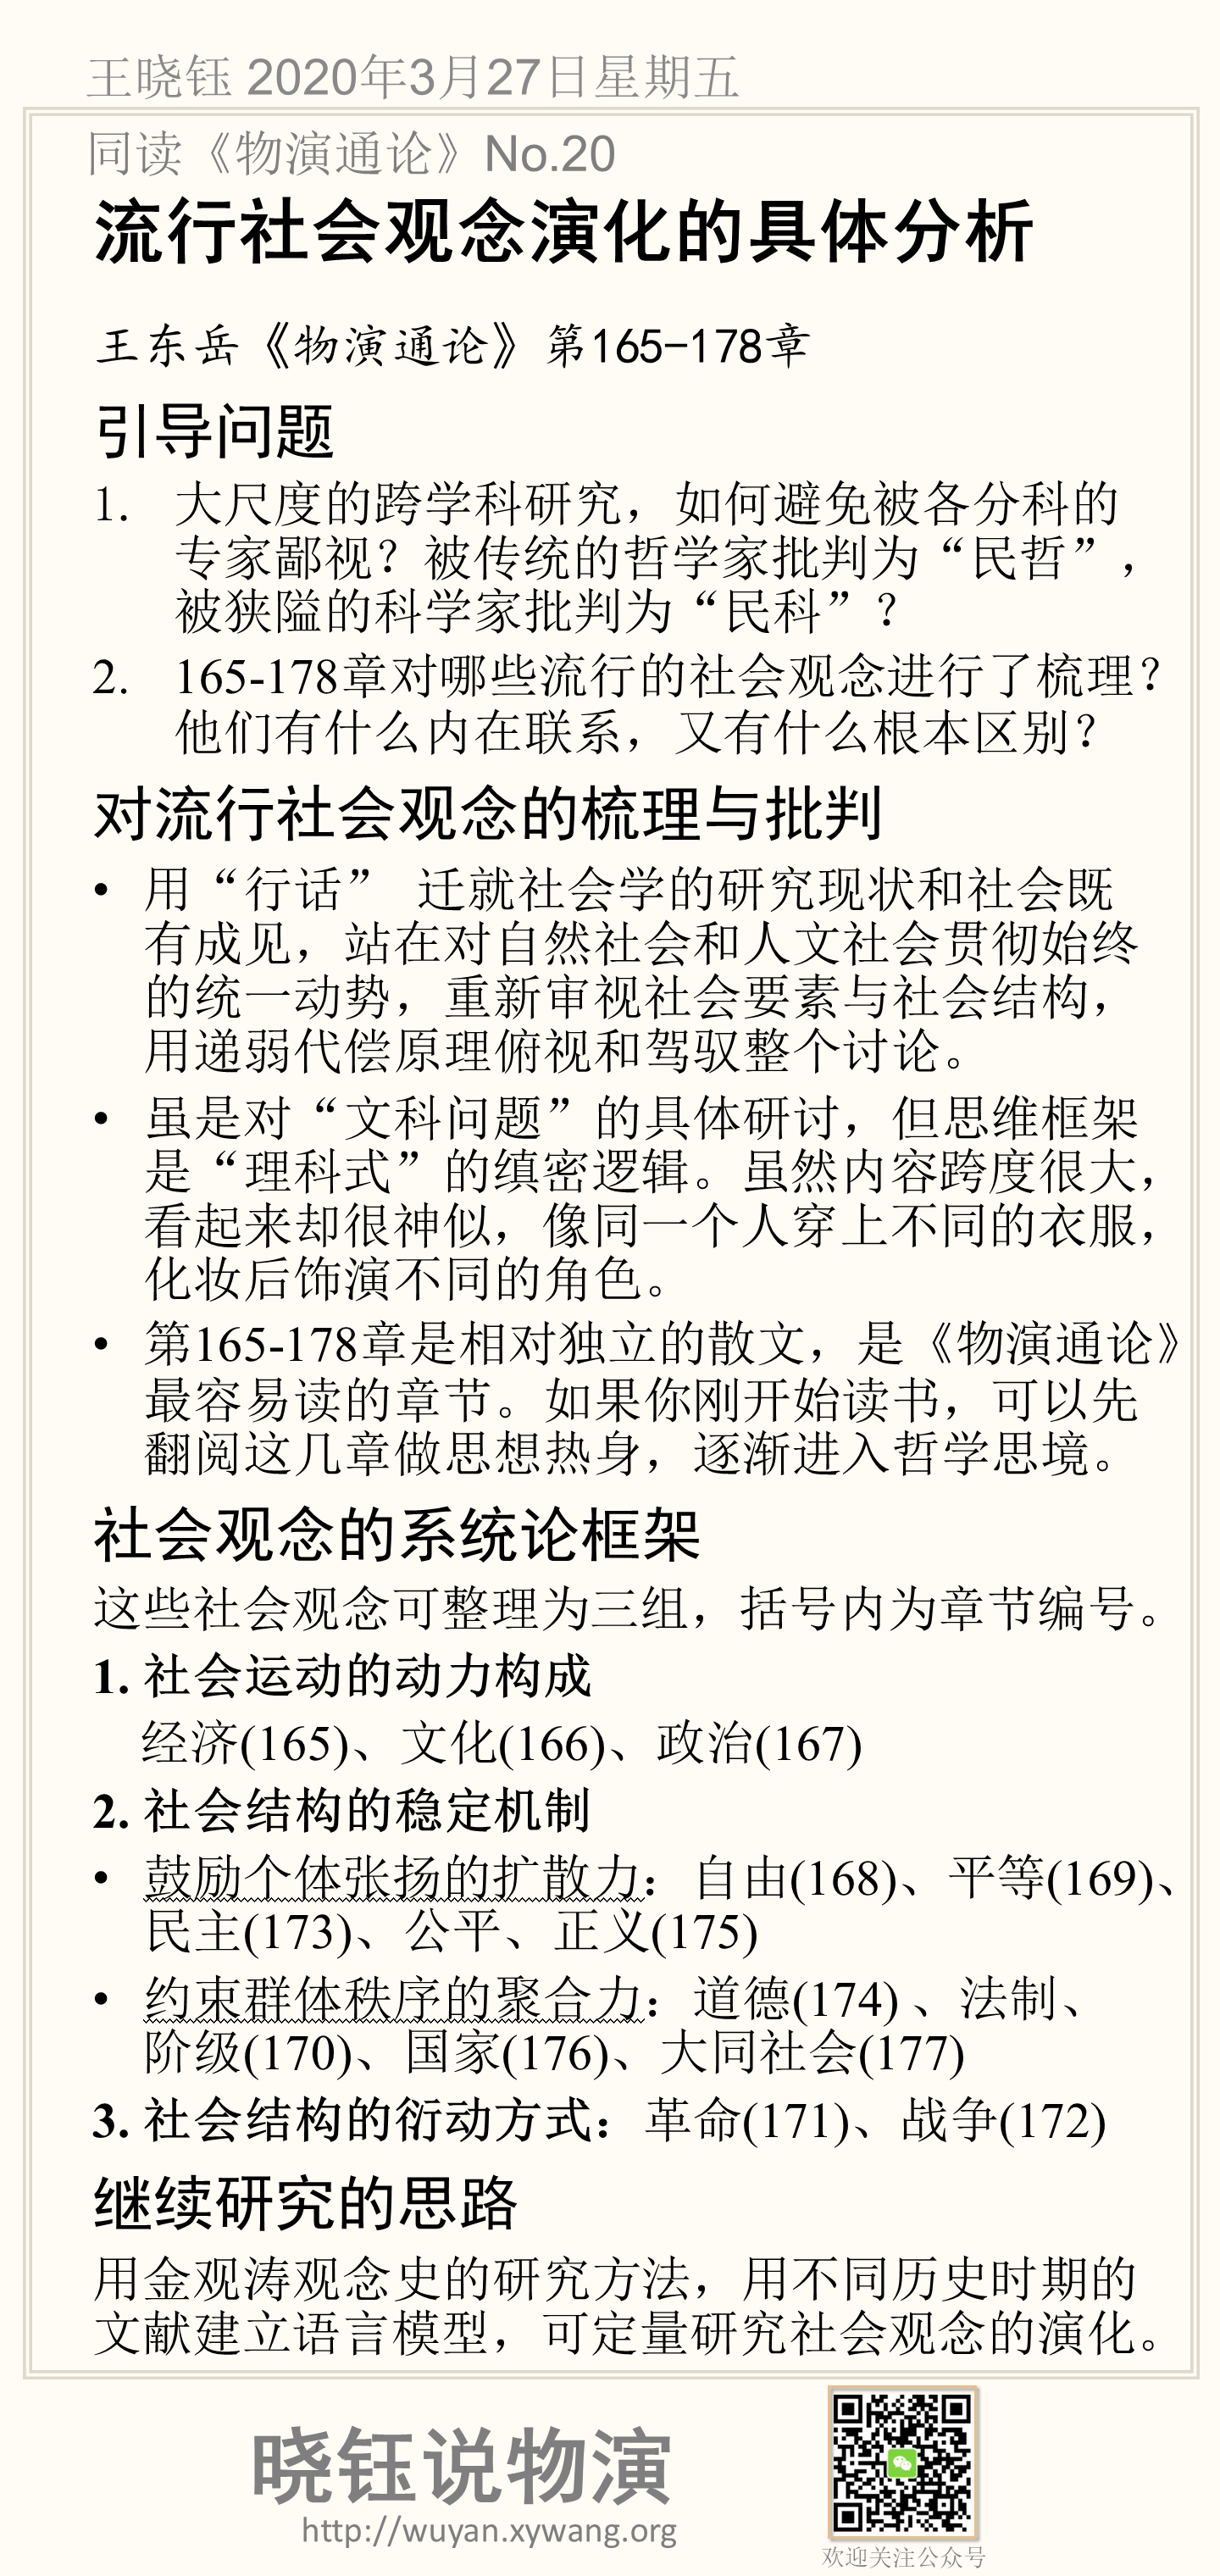 王晓钰 2020年3月27日星期五
同读《物演通论》No.20
流行社会观念演化的具体分析
王东岳《物演通论》第165-178章
引导问题
1. 大尺度的跨学科研究，如何避免被各分科的
专家鄙视？被传统的哲学家批判为“民哲”，
被狭隘的科学家批判为“民科”？
2. 165-178章对哪些流行的社会观念进行了梳理？
他们有什么内在联系，又有什么根本区别？
对流行社会观念的梳理与批判
• 用“行话” 迁就社会学的研究现状和社会既
有成见，站在对自然社会和人文社会贯彻始终
的统一动势，重新审视社会要素与社会结构，
用递弱代偿原理俯视和驾驭整个讨论。
• 虽是对“文科问题”的具体研讨，但思维框架
是“理科式”的缜密逻辑。虽然内容跨度很大，
看起来却很神似，像同一个人穿上不同的衣服，
化妆后饰演不同的角色。
• 第165-178章是相对独立的散文，是《物演通论》
最容易读的章节。如果你刚开始读书，可以先
翻阅这几章做思想热身，逐渐进入哲学思境。
社会观念的系统论框架
这些社会观念可整理为三组，括号内为章节编号。
1. 社会运动的动力构成
经济(165)、文化(166)、政治(167)
2. 社会结构的稳定机制
• 鼓励个体张扬的扩散力：自由(168)、平等(169)、
民主(173)、公平、正义(175)
• 约束群体秩序的聚合力：道德(174) 、法制、
阶级(170)、国家(176)、大同社会(177)
3. 社会结构的衍动方式：革命(171)、战争(172)
继续研究的思路
用金观涛观念史的研究方法，用不同历史时期的
文献建立语言模型，可定量研究社会观念的演化。
晓钰说物演
http://wuyan.xywang.org
欢迎关注公众号